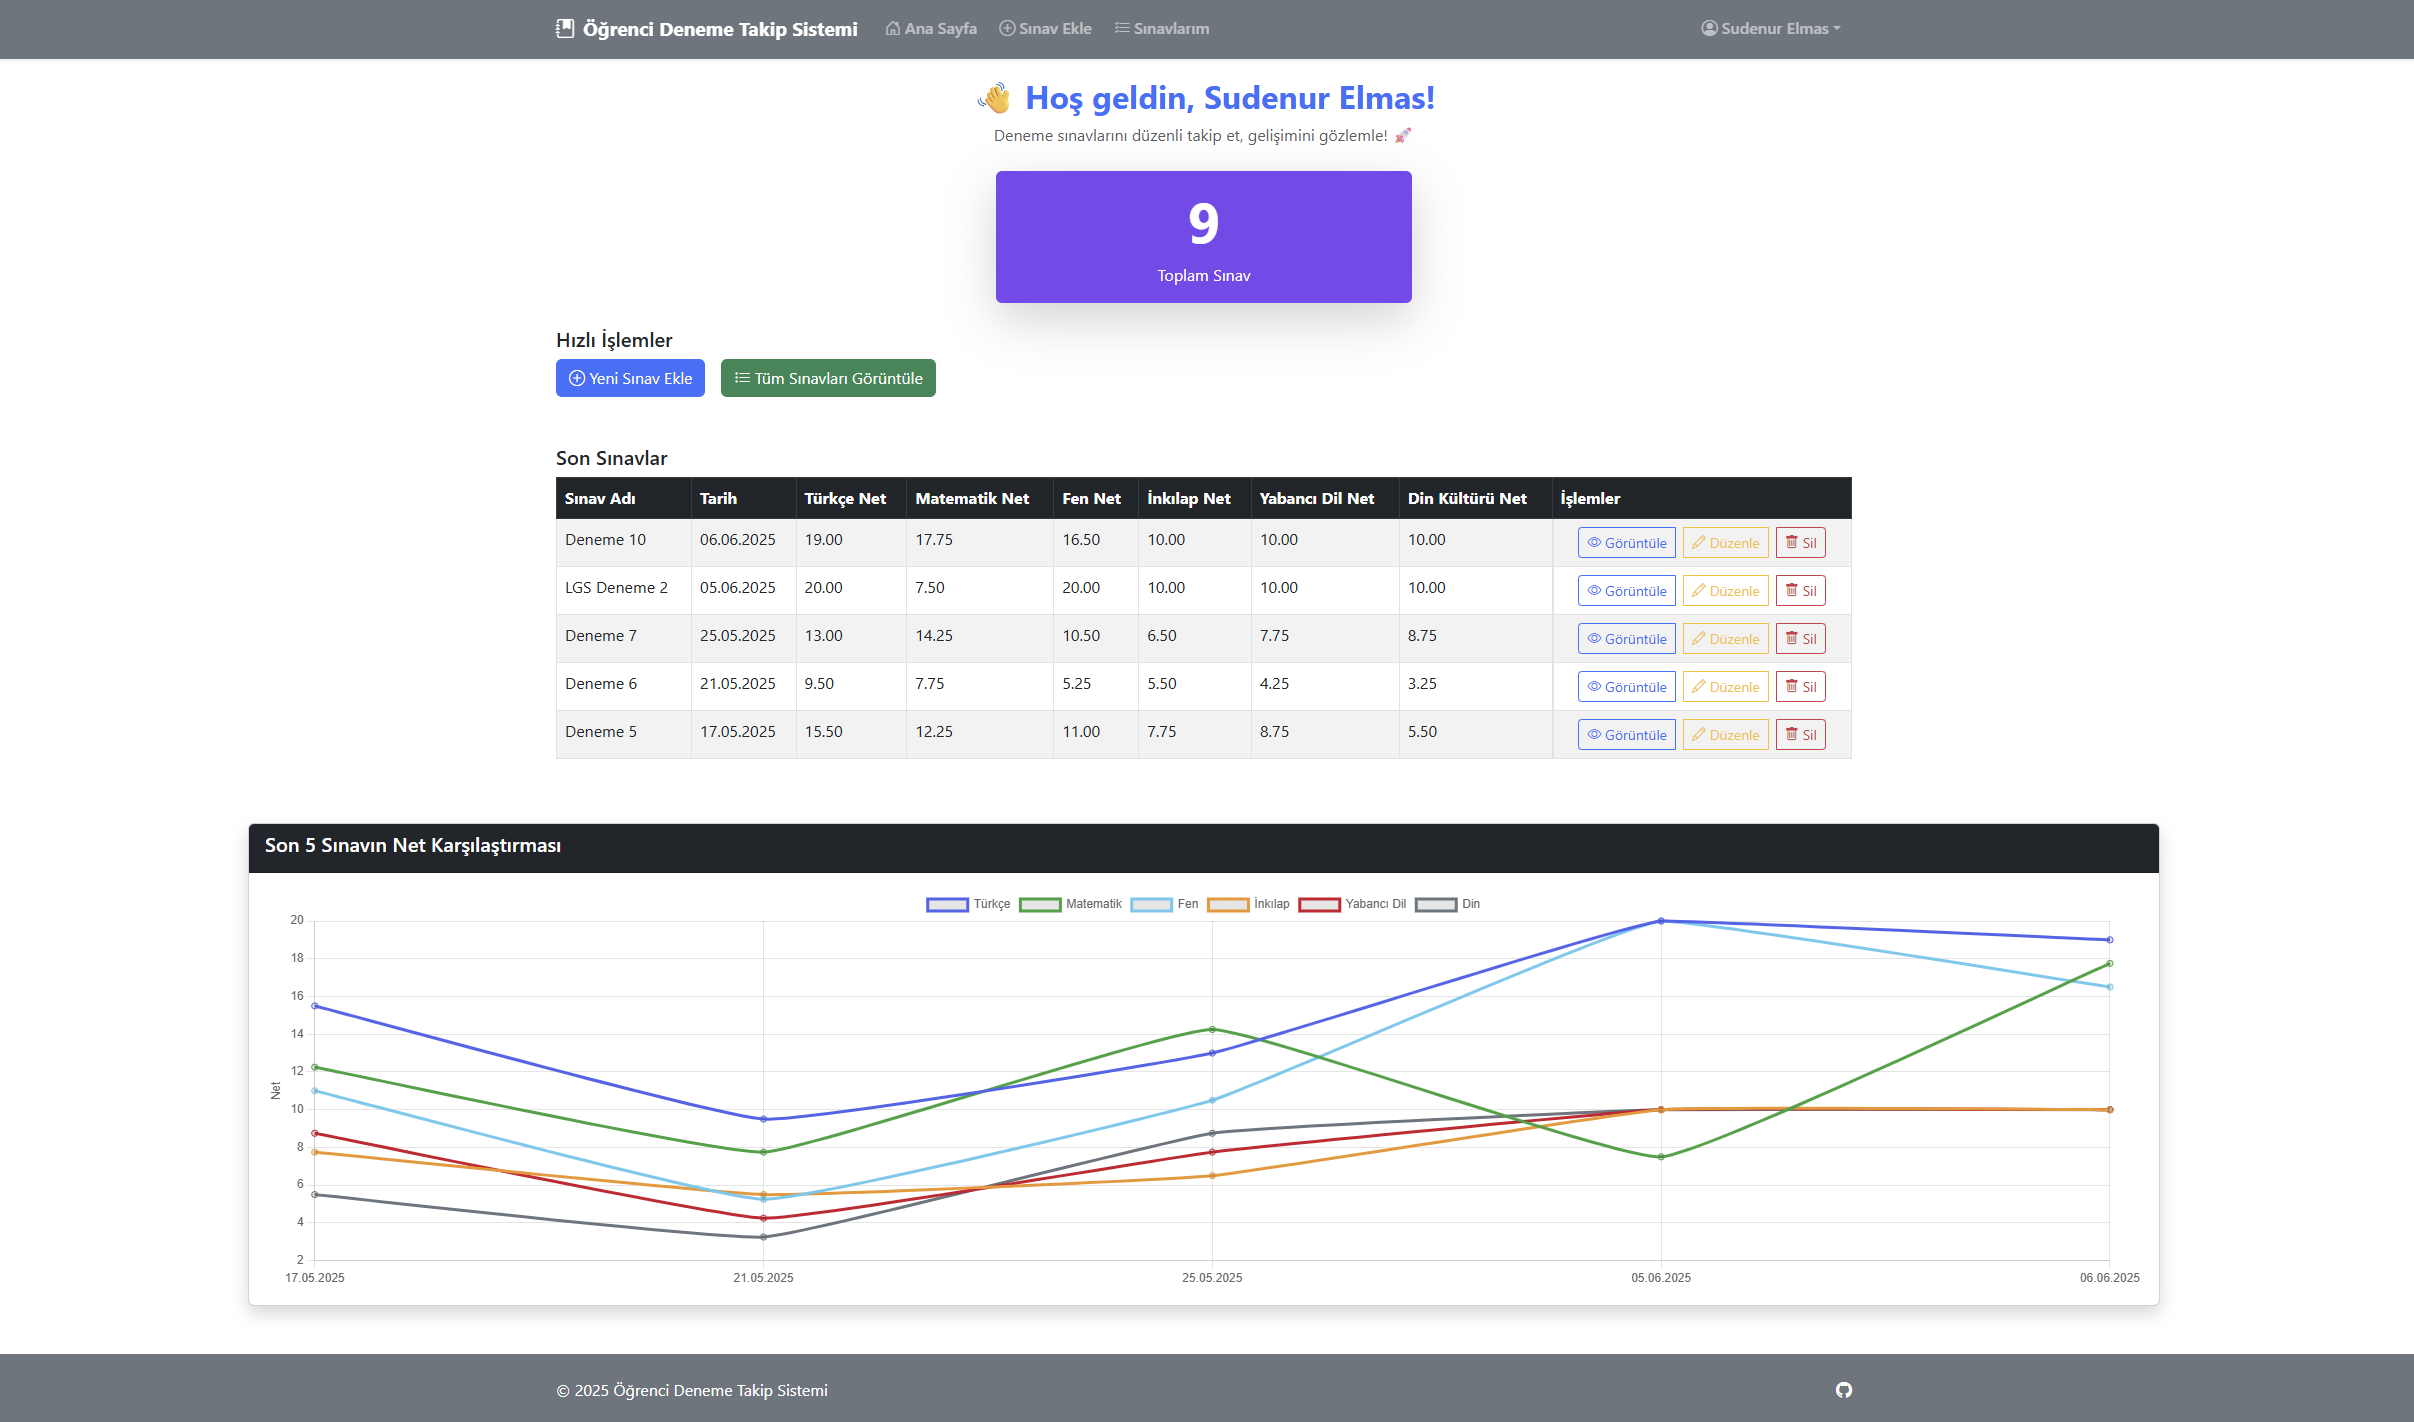 Öğrenci Deneme Takip Sistemi Ana Sayfa Sınav Ekle Sınavlarım Sudenur Elmas
👋 Hoş geldin, Sudenur Elmas!
Deneme sınavlarını düzenli takip et, gelişimini gözlemle! 🚀
9
Toplam Sınav
Hızlı İşlemler
Yeni Sınav Ekle Tüm Sınavları Görüntüle
Son Sınavlar
Sınav Adı Tarih Türkçe Net Matematik Net Fen Net İnkılap Net Yabancı Dil Net Din Kültürü Net İşlemler
Deneme 10 06.06.2025 19.00 17.75 16.50 10.00 10.00 10.00 Görüntüle Düzenle Sil
LGS Deneme 2 05.06.2025 20.00 7.50 20.00 10.00 10.00 10.00 Görüntüle Düzenle Sil
Deneme 7 25.05.2025 13.00 14.25 10.50 6.50 7.75 8.75 Görüntüle Düzenle Sil
Deneme 6 21.05.2025 9.50 7.75 5.25 5.50 4.25 3.25 Görüntüle Düzenle Sil
Deneme 5 17.05.2025 15.50 12.25 11.00 7.75 8.75 5.50 Görüntüle Düzenle Sil
Son 5 Sınavın Net Karşılaştırması
Türkçe Matematik Fen İnkılap Yabancı Dil Din
20
18
16
14
12
Net
10
8
6
4
2
17.05.2025 21.05.2025 25.05.2025 05.06.2025 06.06.2025
© 2025 Öğrenci Deneme Takip Sistemi